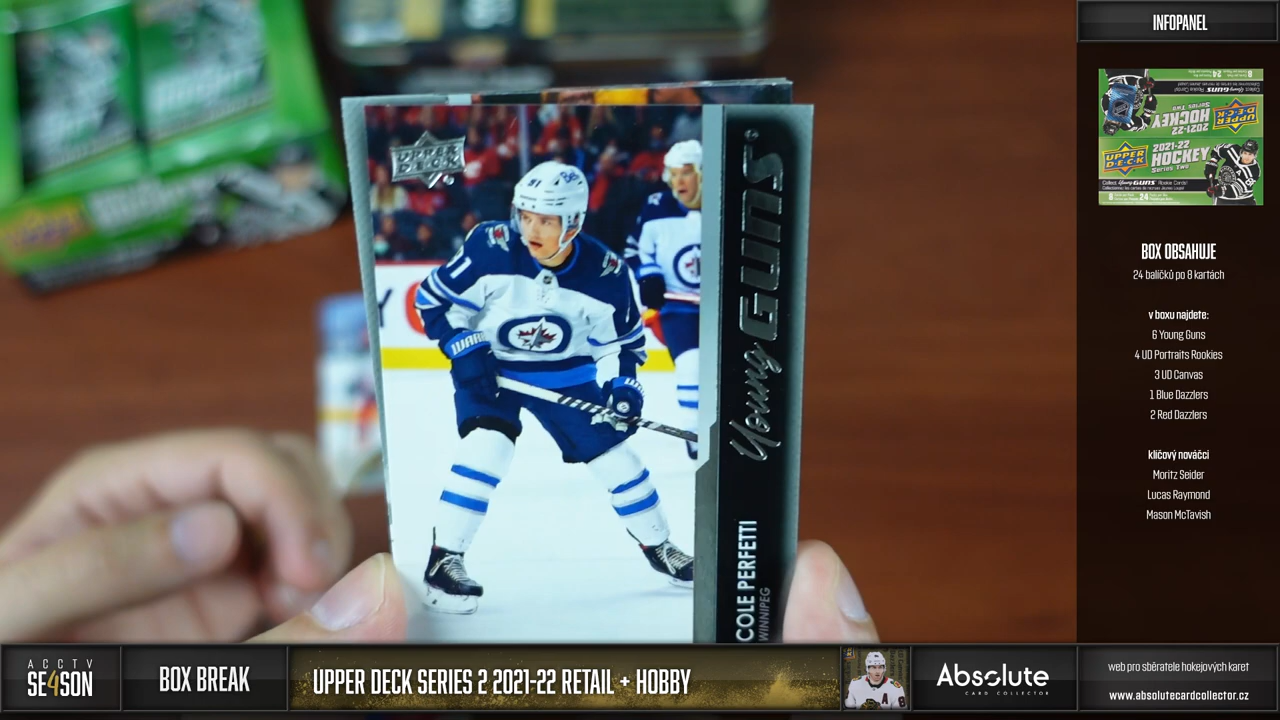 INFOPANEL
UPPER DECK
91
Young GUNS
COLE PERFETTI
WINNIPEG
UPPER DECK
2021-22
HOCKEY
Series Two
BOX OBSAHUJE
24 balíčků po 8 kartách
v boxu najdete:
6 Young Guns
4 UD Portraits Rookies
3 UD Canvas
1 Blue Dazzlers
2 Red Dazzlers
klíčový nováčci
Moritz Seider
Lucas Raymond
Mason McTavish
ACCTV
SE4SON
BOX BREAK
UPPER DECK SERIES 2 2021-22 RETAIL + HOBBY
Absolute
CARD COLLECTOR
web pro sběratele hokejových karet
www.absolutecardcollector.cz